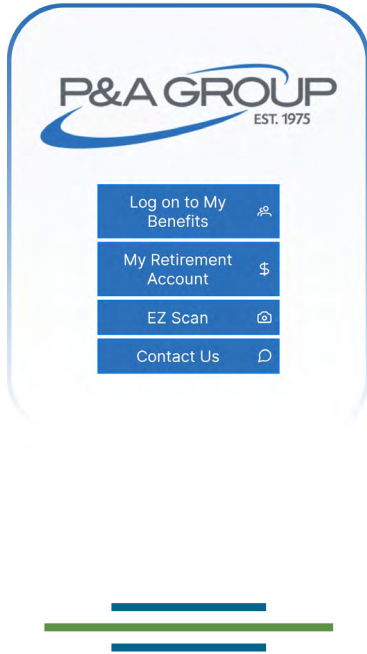 P&A GROUP
EST. 1975
Log on to My
Benefits
My Retirement
Account
EZ Scan
Contact Us